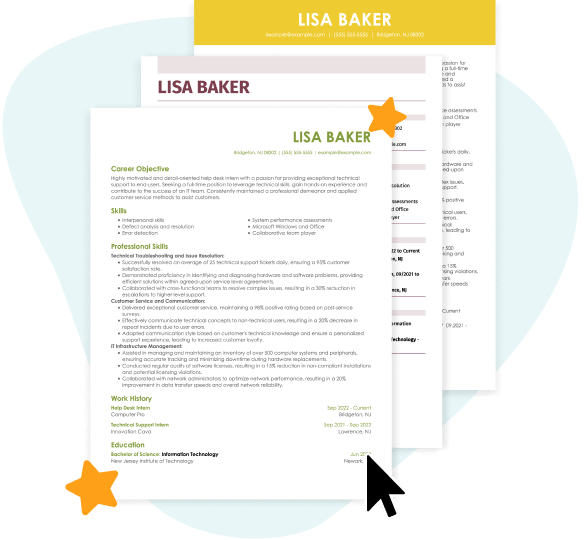 LISA BAKER
example@example.com | (555) 555-5555 | Bridgeton, NJ 08002
LISA BAKER
LISA BAKER
Bridgeton, NJ 08002 | (555) 555-5555 | example@example.com
Career Objective
Highly motivated and detail-oriented help desk intern with a passion for providing exceptional technical
support to end-users. Seeking a full-time position to leverage technical skills, gain hands-on experience and
contribute to the success of an IT team. Consistently maintained a professional demeanor and applied
customer service methods to assist customers.
Skills
• Interpersonal skills
• Defect analysis and resolution
• Error detection
• System performance assessments
• Microsoft Windows and Office
• Collaborative team player
Professional Skills
Technical Troubleshooting and Issue Resolution:
• Successfully resolved an average of 25 technical support tickets daily, ensuring a 95% customer
satisfaction rate.
• Demonstrated proficiency in identifying and diagnosing hardware and software problems, providing
efficient solutions within agreed-upon service level agreements.
• Collaborated with cross-functional teams to resolve complex issues, resulting in a 30% reduction in
escalations to higher-level support.
Customer Service and Communication:
• Delivered exceptional customer service, maintaining a 98% positive rating based on post-service
surveys.
• Effectively communicate technical concepts to non-technical users, resulting in a 20% decrease in
repeat incidents due to user errors.
• Adapted communication style based on customer's technical knowledge and ensure a personalized
support experience, leading to increased customer loyalty.
IT Infrastructure Management:
• Assisted in managing and maintaining an inventory of over 500 computer systems and peripherals,
ensuring accurate tracking and minimizing downtime during hardware replacements.
• Conducted regular audits of software licenses, resulting in a 15% reduction in non-compliant installations
and potential licensing violations.
• Collaborated with network administrators to optimize network performance, resulting in a 20%
improvement in data transfer speeds and overall network reliability.
Work History
Help Desk Intern Sep 2022 - Current
Computer Pro Bridgeton, NJ
Technical Support Intern Sep 2021 - Sep 2022
Innovation Cava Lawrence, NJ
Education
Bachelor of Science: Information Technology Jun
New Jersey Institute of Technology Newark,